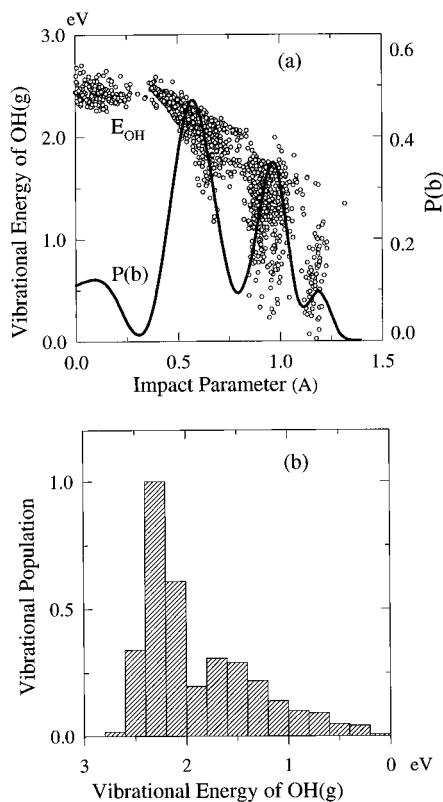 eV
(a)
3.0
2.0
1.0
0.0
Vibrational Energy of OH(g)
E_OH
P(b)
0.6
0.4
0.2
0.0
P(b)
0.0 0.5 1.0 1.5
Impact Parameter (A)
(b)
1.0
0.5
0.0
Vibrational Population
3 2 1 0 eV
Vibrational Energy of OH(g)